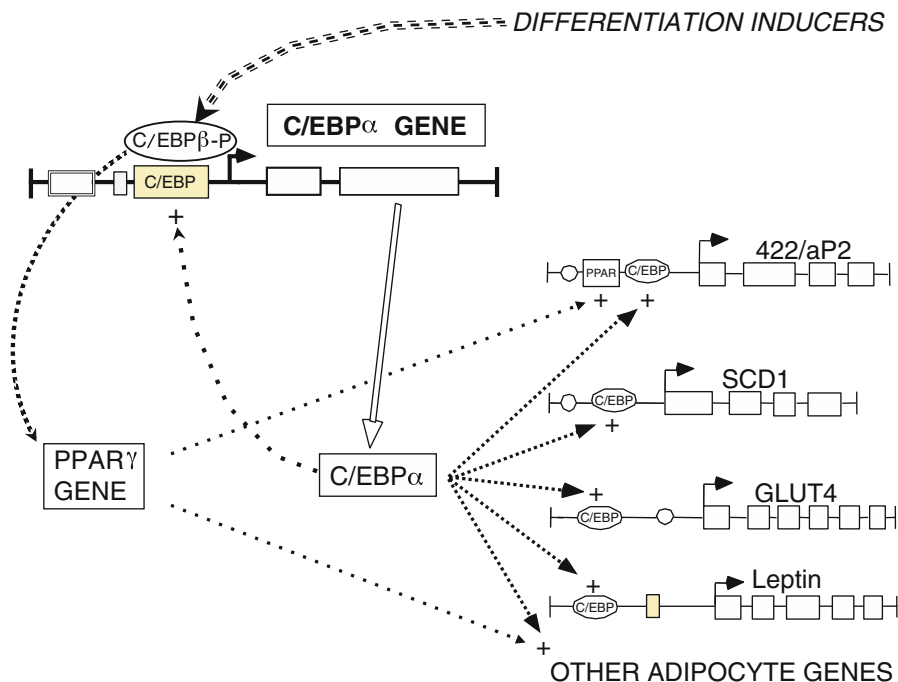 DIFFERENTIATION INDUCERS
C/EBPβ-P
C/EBPα GENE
C/EBP
+
422/aP2
PPAR
C/EBP
+
+
SCD1
C/EBP
+
PPARγ
GENE
C/EBPα
+
GLUT4
C/EBP
Leptin
+
C/EBP
+
OTHER ADIPOCYTE GENES